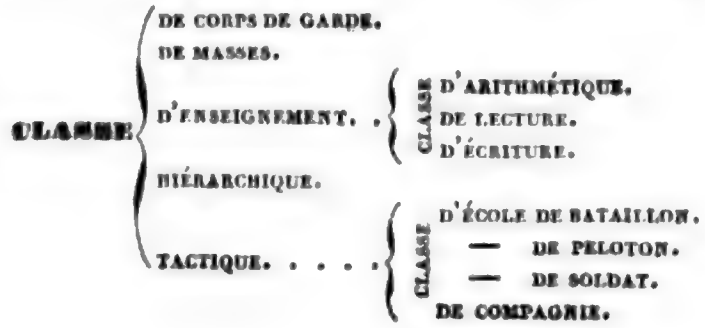 DE CORPS DE GARDE.
DE MASSES.
CLASSE
D'ENSEIGNEMENT. . .
CLASSE
D'ARITHMÉTIQUE.
DE LECTURE.
D'ÉCRITURE.
HIÉRARCHIQUE.
TACTIQUE. . . . .
CLASSE
D'ÉCOLE DE BATAILLON.
— DE PELOTON.
— DE SOLDAT.
DE COMPAGNIE.